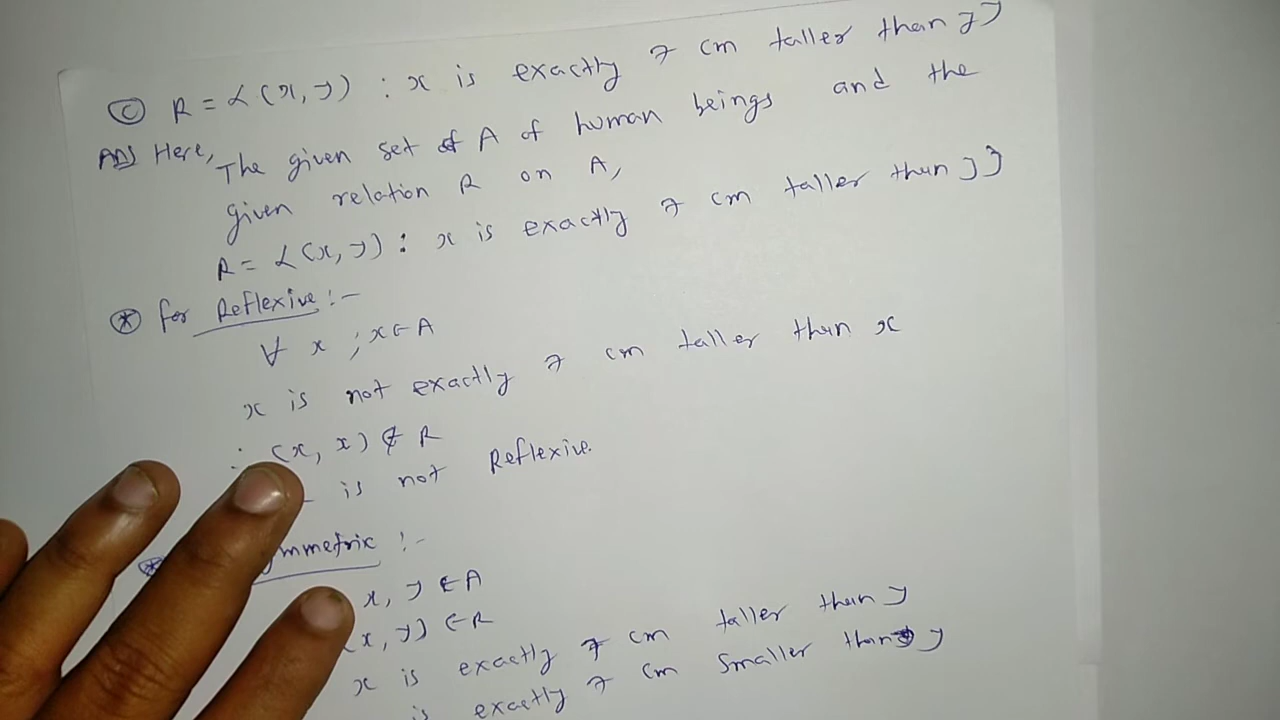 (c) R = {(x, y) : x is exactly 7 cm taller than y}
Ans Here, The given set of A of human beings and the
given relation R on A,
R = {(x, y) : x is exactly 7 cm taller than y}
* for Reflexive :-
∀ x ; x ∈ A
x is not exactly 7 cm taller than x
∴ (x, x) ∉ R
is not Reflexive.
* mmetric :-
x, y ∈ A
(x, y) ∈ R
x is exactly 7 cm taller than y
is exactly 7 cm smaller than y